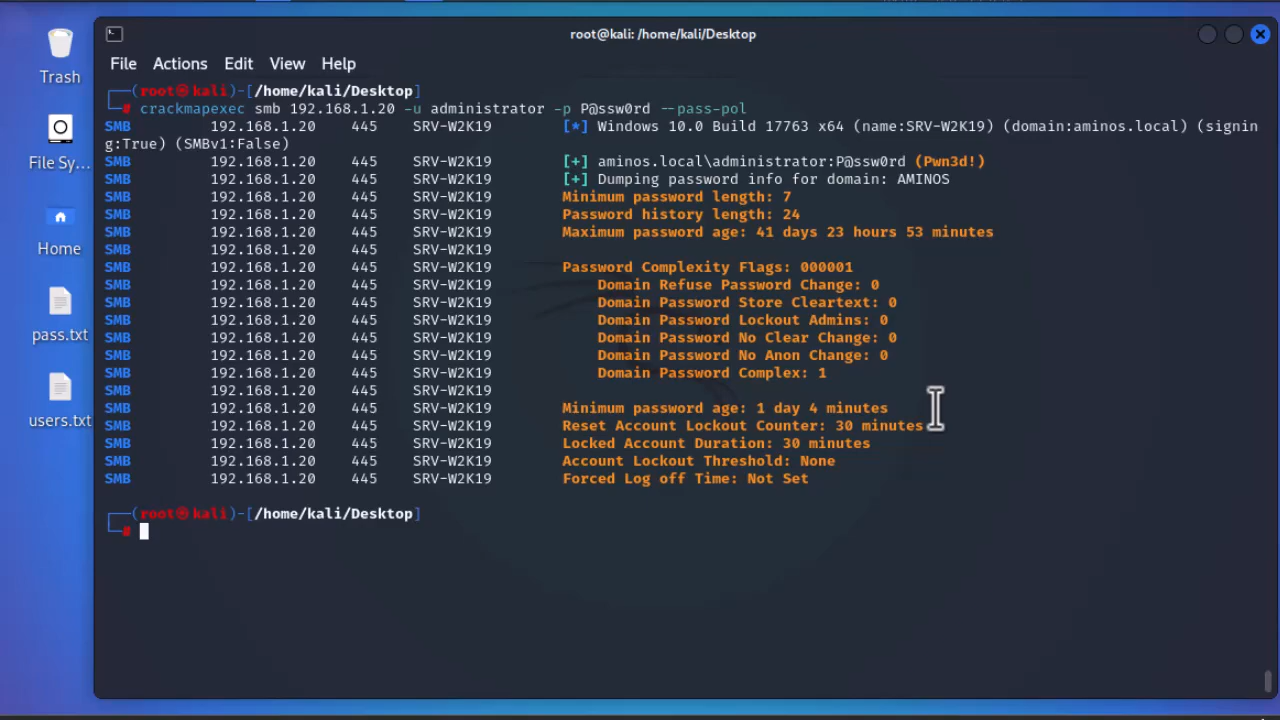 root@kali: /home/kali/Desktop
File Actions Edit View Help
Trash
File Sy...
Home
pass.txt
users.txt
┌──(root㉿kali)-[/home/kali/Desktop]
└─# crackmapexec smb 192.168.1.20 -u administrator -p P@ssw0rd --pass-pol
SMB 192.168.1.20 445 SRV-W2K19 [*] Windows 10.0 Build 17763 x64 (name:SRV-W2K19) (domain:aminos.local) (signin
g:True) (SMBv1:False)
SMB 192.168.1.20 445 SRV-W2K19 [+] aminos.local\administrator:P@ssw0rd (Pwn3d!)
SMB 192.168.1.20 445 SRV-W2K19 [+] Dumping password info for domain: AMINOS
SMB 192.168.1.20 445 SRV-W2K19 Minimum password length: 7
SMB 192.168.1.20 445 SRV-W2K19 Password history length: 24
SMB 192.168.1.20 445 SRV-W2K19 Maximum password age: 41 days 23 hours 53 minutes
SMB 192.168.1.20 445 SRV-W2K19
SMB 192.168.1.20 445 SRV-W2K19 Password Complexity Flags: 000001
SMB 192.168.1.20 445 SRV-W2K19 Domain Refuse Password Change: 0
SMB 192.168.1.20 445 SRV-W2K19 Domain Password Store Cleartext: 0
SMB 192.168.1.20 445 SRV-W2K19 Domain Password Lockout Admins: 0
SMB 192.168.1.20 445 SRV-W2K19 Domain Password No Clear Change: 0
SMB 192.168.1.20 445 SRV-W2K19 Domain Password No Anon Change: 0
SMB 192.168.1.20 445 SRV-W2K19 Domain Password Complex: 1
SMB 192.168.1.20 445 SRV-W2K19
SMB 192.168.1.20 445 SRV-W2K19 Minimum password age: 1 day 4 minutes
SMB 192.168.1.20 445 SRV-W2K19 Reset Account Lockout Counter: 30 minutes
SMB 192.168.1.20 445 SRV-W2K19 Locked Account Duration: 30 minutes
SMB 192.168.1.20 445 SRV-W2K19 Account Lockout Threshold: None
SMB 192.168.1.20 445 SRV-W2K19 Forced Log off Time: Not Set
┌──(root㉿kali)-[/home/kali/Desktop]
└─#